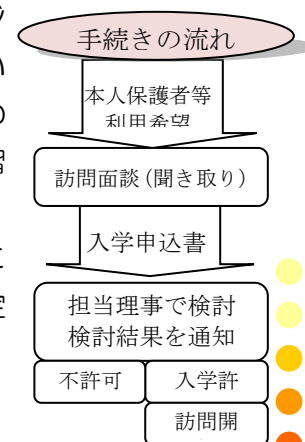 手続きの流れ
本人保護者等
利用希望
訪問面談(聞き取り)
入学申込書
担当理事で検討
検討結果を通知
不許可
入学許
訪問開